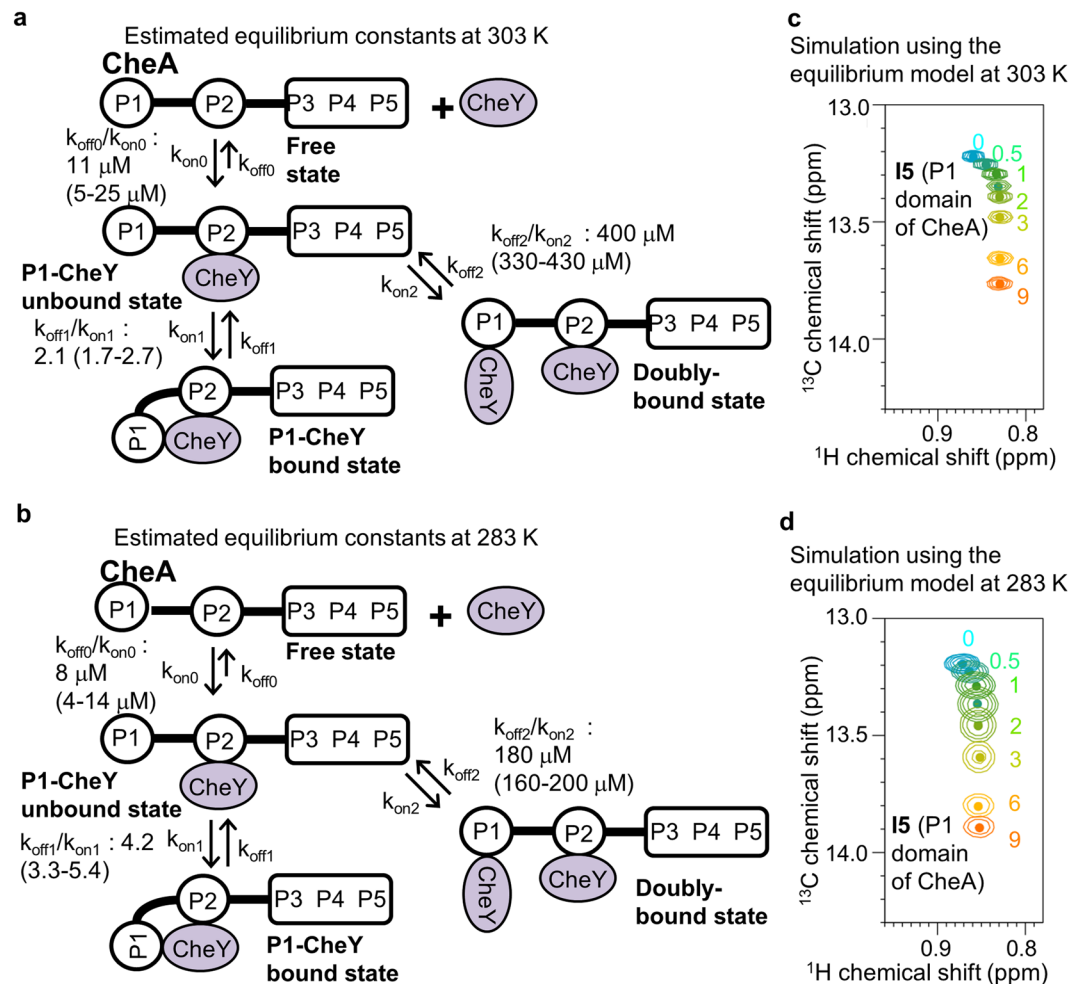 a
Estimated equilibrium constants at 303 K
CheA
P1 P2 P3 P4 P5 + CheY
Free
state
koff0/kon0 :
11 μM
(5-25 μM)
kon0 koff0
P1 P2 P3 P4 P5
CheY
P1-CheY
unbound state
koff2/kon2 : 400 μM
(330-430 μM)
kon2 koff2
koff1/kon1 :
2.1 (1.7-2.7)
kon1 koff1
P1 P2 P3 P4 P5
CheY CheY
Doubly-
bound state
P2 P3 P4 P5
P1 CheY
P1-CheY
bound state
b
Estimated equilibrium constants at 283 K
CheA
P1 P2 P3 P4 P5 + CheY
Free state
koff0/kon0 :
8 μM
(4-14 μM)
kon0 koff0
P1 P2 P3 P4 P5
CheY
P1-CheY
unbound state
koff2/kon2 :
180 μM
(160-200 μM)
kon2 koff2
koff1/kon1 : 4.2
(3.3-5.4)
kon1 koff1
P1 P2 P3 P4 P5
CheY CheY
Doubly-
bound state
P2 P3 P4 P5
P1 CheY
P1-CheY
bound state
c
Simulation using the
equilibrium model at 303 K
13.0
13.5
14.0
13C chemical shift (ppm)
0
0.5
1
2
3
6
9
I5 (P1
domain
of CheA)
0.9 0.8
1H chemical shift (ppm)
d
Simulation using the
equilibrium model at 283 K
13.0
13.5
14.0
13C chemical shift (ppm)
0
0.5
1
2
3
6
9
I5 (P1
domain
of CheA)
0.9 0.8
1H chemical shift (ppm)